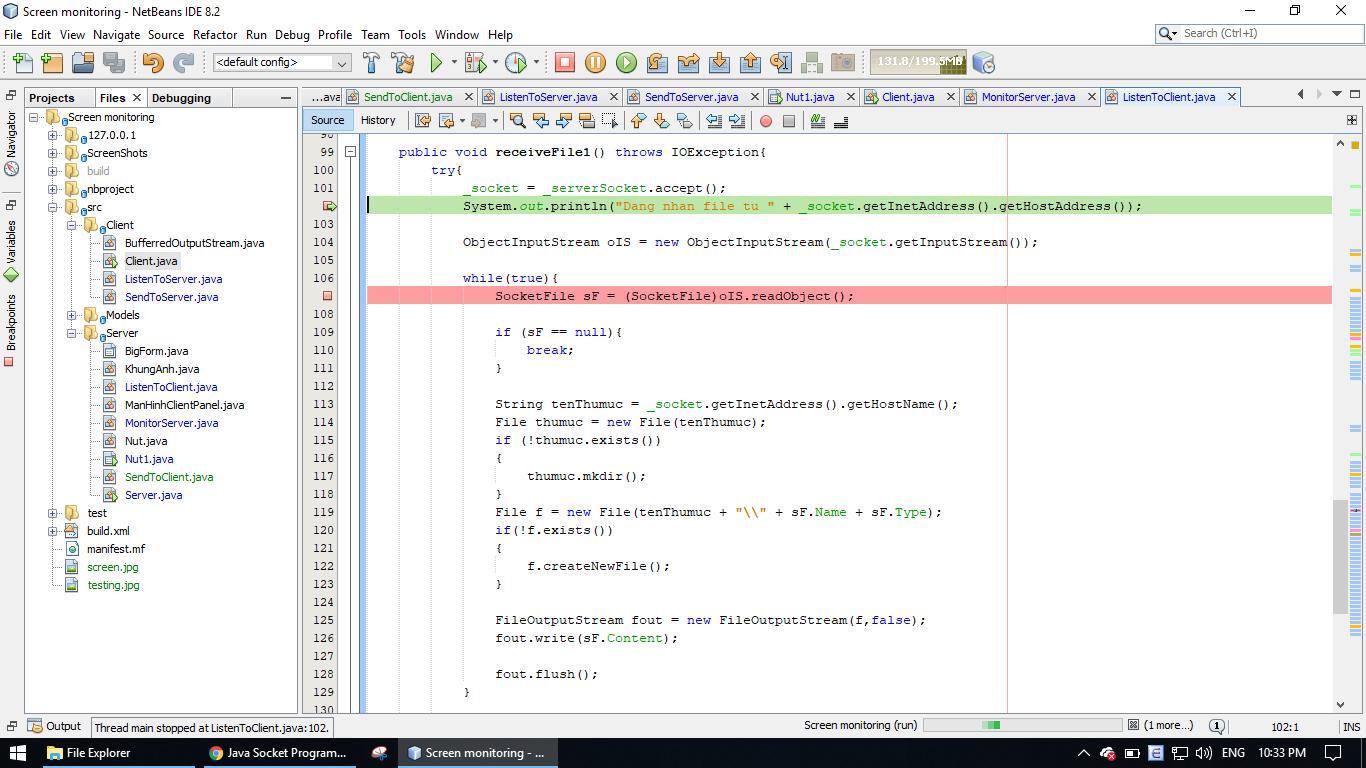 Screen monitoring - NetBeans IDE 8.2
File Edit View Navigate Source Refactor Run Debug Profile Team Tools Window Help
Search (Ctrl+I)
<default config>
131.8/199.5MB
Projects Files Debugging
...ava SendToClient.java ListenToServer.java SendToServer.java Nut1.java Client.java MonitorServer.java ListenToClient.java
Source History
Navigator
Variables
Breakpoints
Screen monitoring
127.0.0.1
ScreenShots
build
nbproject
src
Client
BufferredOutputStream.java
Client.java
ListenToServer.java
SendToServer.java
Models
Server
BigForm.java
KhungAnh.java
ListenToClient.java
ManHinhClientPanel.java
MonitorServer.java
Nut.java
Nut1.java
SendToClient.java
Server.java
test
build.xml
manifest.mf
screen.jpg
testing.jpg
98
99 public void receiveFile1() throws IOException{
100 try{
101 _socket = _serverSocket.accept();
System.out.println("Dang nhan file tu " + _socket.getInetAddress().getHostAddress());
103
104 ObjectInputStream oIS = new ObjectInputStream(_socket.getInputStream());
105
106 while(true){
SocketFile sF = (SocketFile)oIS.readObject();
108
109 if (sF == null){
110 break;
111 }
112
113 String tenThumuc = _socket.getInetAddress().getHostName();
114 File thumuc = new File(tenThumuc);
115 if (!thumuc.exists())
116 {
117 thumuc.mkdir();
118 }
119 File f = new File(tenThumuc + "\\" + sF.Name + sF.Type);
120 if(!f.exists())
121 {
122 f.createNewFile();
123 }
124
125 FileOutputStream fout = new FileOutputStream(f,false);
126 fout.write(sF.Content);
127
128 fout.flush();
129 }
130
Output
Thread main stopped at ListenToClient.java:102.
Screen monitoring (run) (1 more...) 1 102:1 INS
File Explorer Java Socket Program... Screen monitoring - ... ENG 10:33 PM